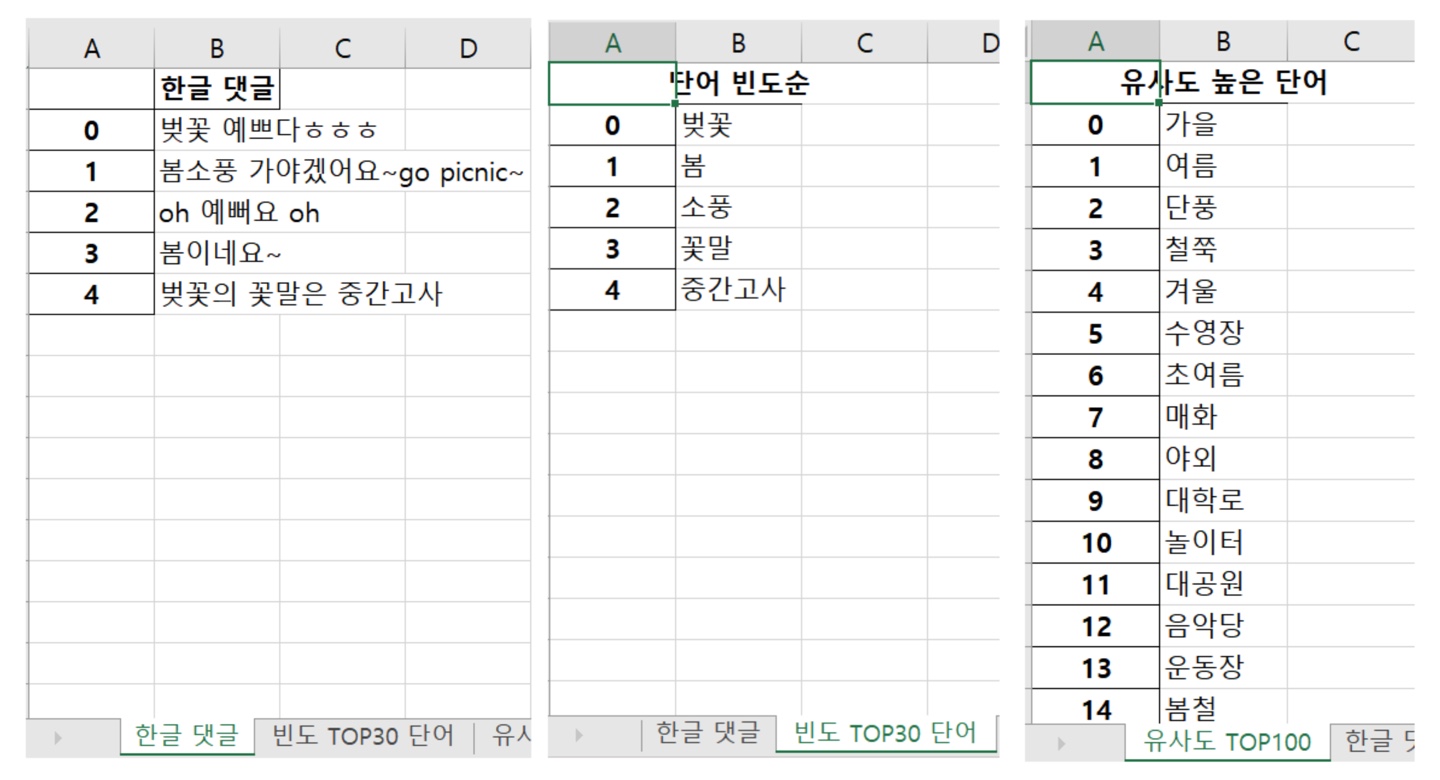 A B C D
한글 댓글
0 벚꽃 예쁘다ㅎㅎㅎ
1 봄소풍 가야겠어요~go picnic~
2 oh 예뻐요 oh
3 봄이네요~
4 벚꽃의 꽃말은 중간고사
한글 댓글 빈도 TOP30 단어 유사
A B C D
단어 빈도순
0 벚꽃
1 봄
2 소풍
3 꽃말
4 중간고사
한글 댓글 빈도 TOP30 단어
A B C
유사도 높은 단어
0 가을
1 여름
2 단풍
3 철쭉
4 겨울
5 수영장
6 초여름
7 매화
8 야외
9 대학로
10 놀이터
11 대공원
12 음악당
13 운동장
14 봄철
유사도 TOP100 한글